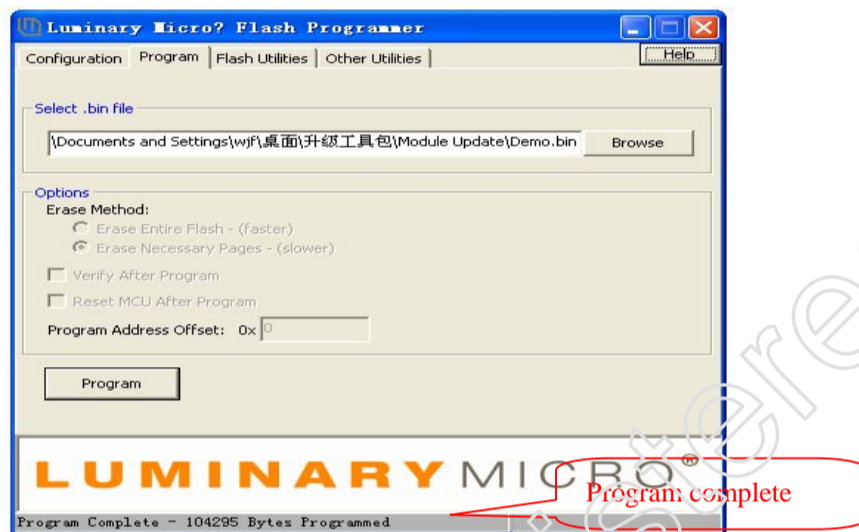 Luminary Micro? Flash Programmer
Configuration Program Flash Utilities Other Utilities Help
Select .bin file
\Documents and Settings\wjf\桌面\升级工具包\Module Update\Demo.bin Browse
Options
Erase Method:
Erase Entire Flash - (faster)
Erase Necessary Pages - (slower)
Verify After Program
Reset MCU After Program
Program Address Offset: 0x 0
Program
LUMINARYMICRO®
Program complete
Program Complete - 104295 Bytes Programmed